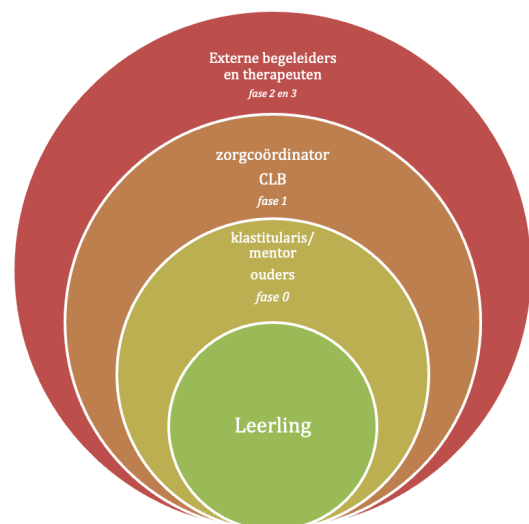 Externe begeleiders
en therapeuten
fase 2 en 3
zorgcoördinator
CLB
fase 1
klastitularis/
mentor
ouders
fase 0
Leerling